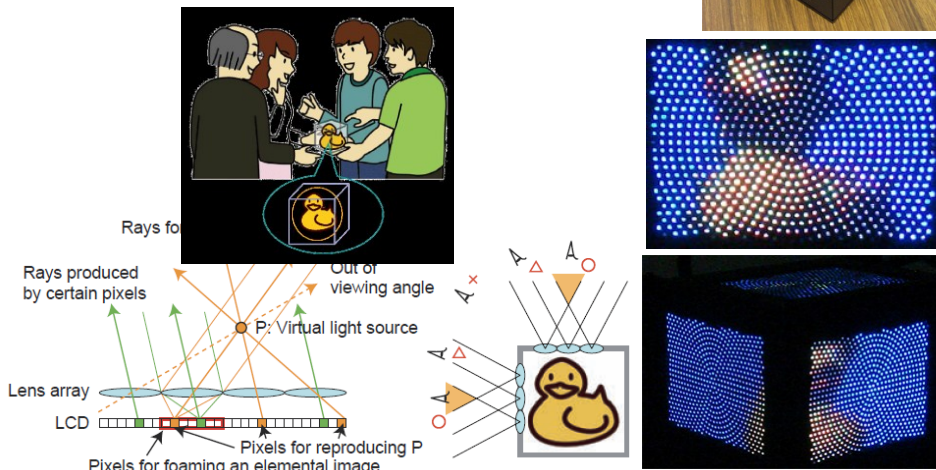 Rays for
Rays produced
by certain pixels
Out of
viewing angle
P: Virtual light source
Lens array
LCD
Pixels for reproducing P
Pixels for foaming an elemental image